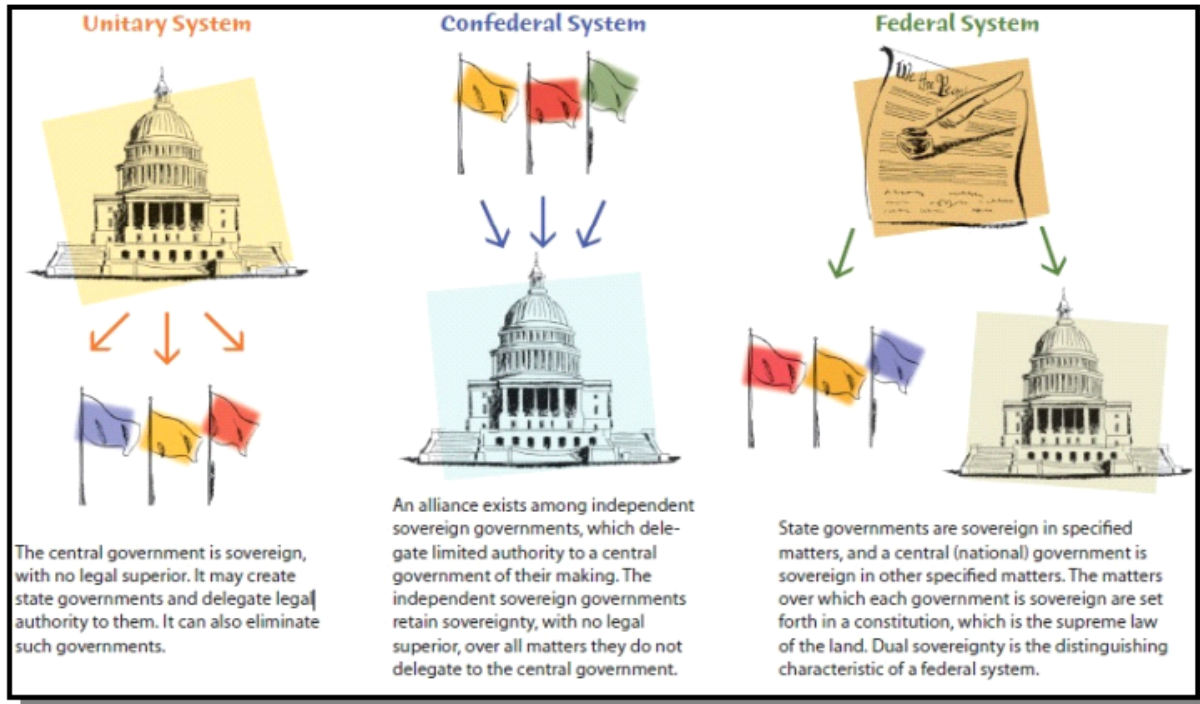 Unitary System
The central government is sovereign,
with no legal superior. It may create
state governments and delegate legal
authority to them. It can also eliminate
such governments.
Confederal System
An alliance exists among independent
sovereign governments, which dele-
gate limited authority to a central
government of their making. The
independent sovereign governments
retain sovereignty, with no legal
superior, over all matters they do not
delegate to the central government.
Federal System
We the People
State governments are sovereign in specified
matters, and a central (national) government is
sovereign in other specified matters. The matters
over which each government is sovereign are set
forth in a constitution, which is the supreme law
of the land. Dual sovereignty is the distinguishing
characteristic of a federal system.